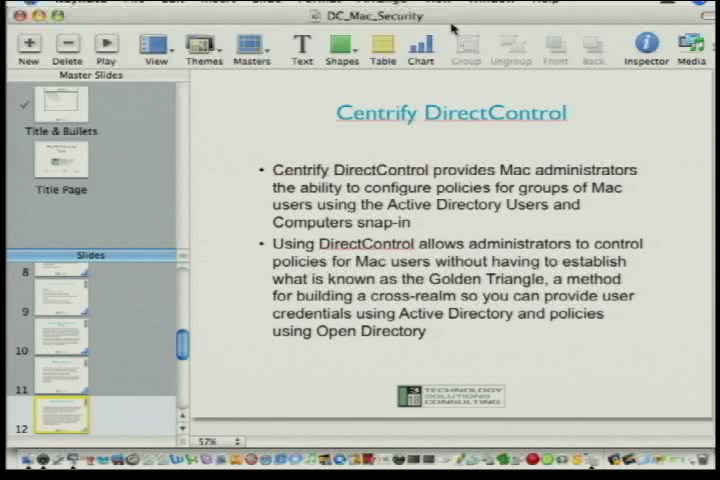 DC_Mac_Security
New
Delete
Play
View
Themes
Masters
Text
Shapes
Table
Chart
Group
Ungroup
Front
Back
Inspector
Media
Master Slides
Title & Bullets
Title Page
Slides
8
9
10
11
12
Centrify DirectControl
• Centrify DirectControl provides Mac administrators
the ability to configure policies for groups of Mac
users using the Active Directory Users and
Computers snap-in
• Using DirectControl allows administrators to control
policies for Mac users without having to establish
what is known as the Golden Triangle, a method
for building a cross-realm so you can provide user
credentials using Active Directory and policies
using Open Directory
318
TECHNOLOGY
SOLUTIONS
CONSULTING
57%